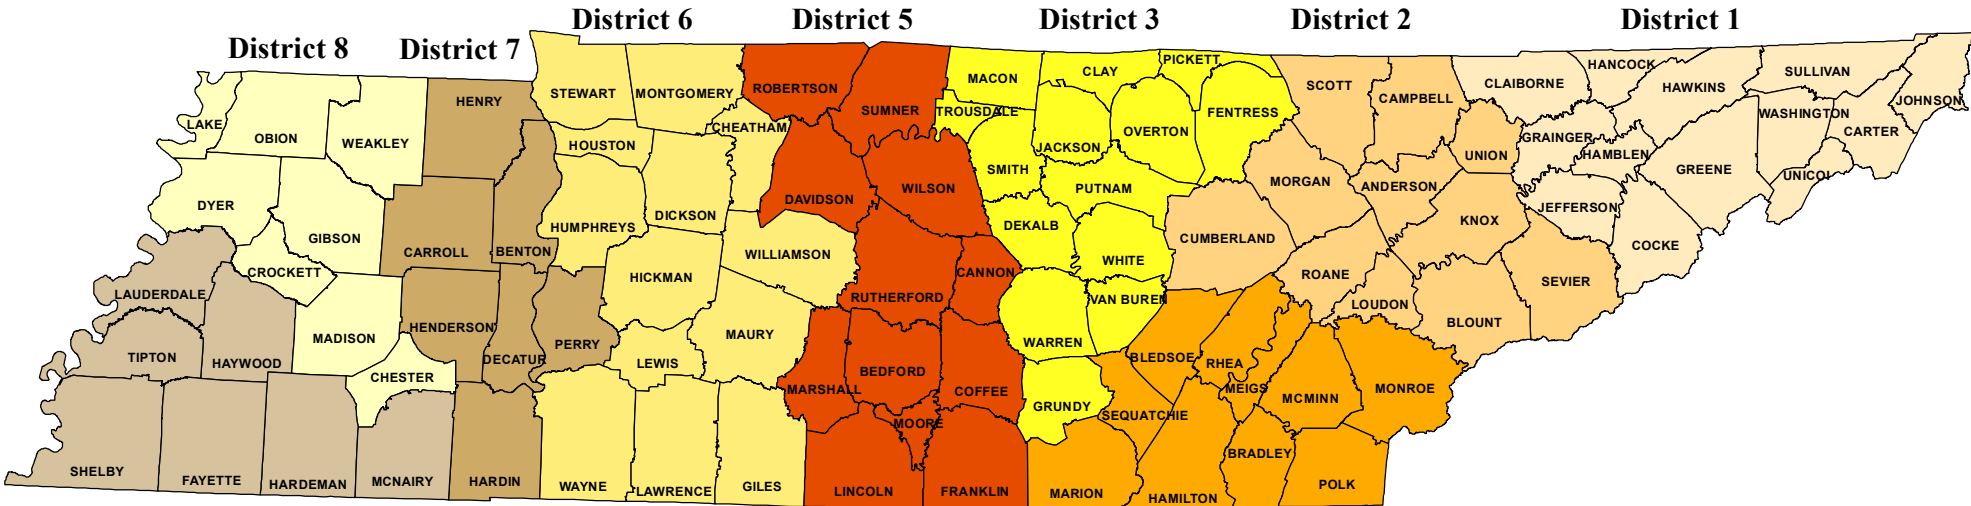 District 8
District 7
District 6
District 5
District 3
District 2
District 1
LAKE
OBION
WEAKLEY
HENRY
STEWART
MONTGOMERY
ROBERTSON
SUMNER
MACON
CLAY
PICKETT
FENTRESS
SCOTT
CAMPBELL
CLAIBORNE
HANCOCK
HAWKINS
SULLIVAN
JOHNSON
WASHINGTON
CARTER
TROUSDALE
CHEATHAM
HOUSTON
JACKSON
OVERTON
UNION
GRAINGER
HAMBLEN
GREENE
UNICOI
DYER
GIBSON
CARROLL
BENTON
HUMPHREYS
DICKSON
DAVIDSON
WILSON
SMITH
PUTNAM
MORGAN
ANDERSON
KNOX
JEFFERSON
COCKE
CROCKETT
LAUDERDALE
HICKMAN
WILLIAMSON
RUTHERFORD
CANNON
DEKALB
WHITE
CUMBERLAND
ROANE
LOUDON
BLOUNT
SEVIER
TIPTON
HAYWOOD
MADISON
HENDERSON
DECATUR
PERRY
LEWIS
MAURY
MARSHALL
BEDFORD
COFFEE
WARREN
VAN BUREN
BLEDSOE
RHEA
MEIGS
MCMINN
MONROE
CHESTER
GRUNDY
SEQUATCHIE
MOORE
BRADLEY
POLK
SHELBY
FAYETTE
HARDEMAN
MCNAIRY
HARDIN
WAYNE
LAWRENCE
GILES
LINCOLN
FRANKLIN
MARION
HAMILTON